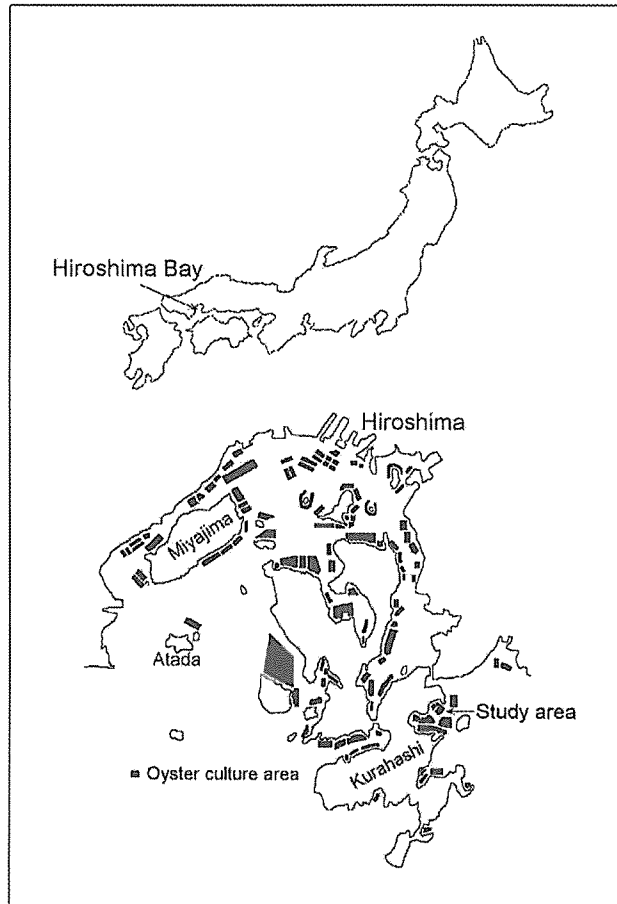 Hiroshima Bay
Hiroshima
Miyajima
Atada
Study area
Oyster culture area
Kurahashi